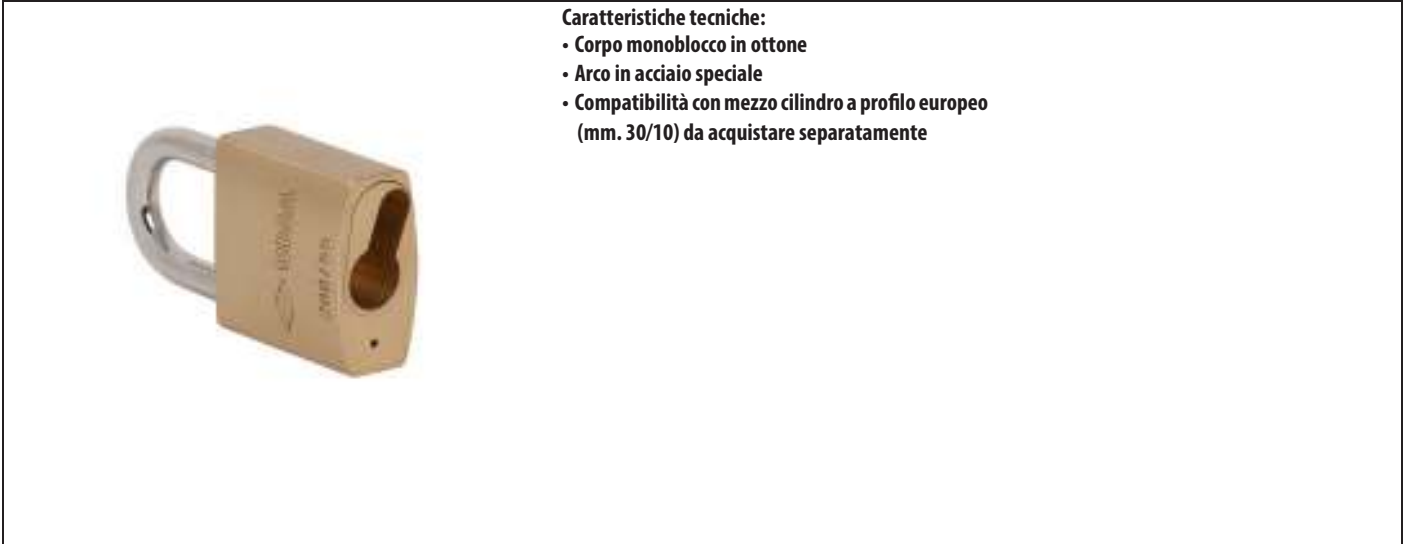 Caratteristiche tecniche:
• Corpo monoblocco in ottone
• Arco in acciaio speciale
• Compatibilità con mezzo cilindro a profilo europeo
(mm. 30/10) da acquistare separatamente